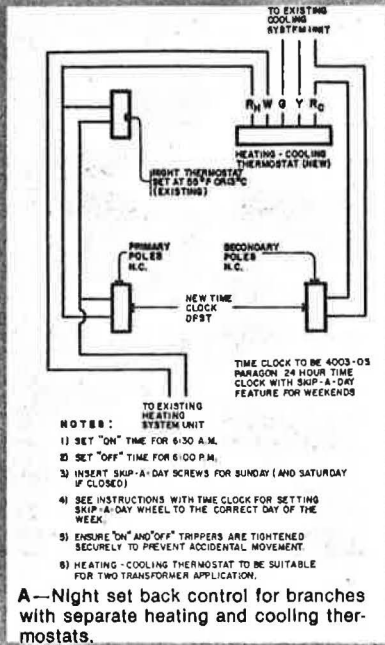 TO EXISTING
COOLING
SYSTEM UNIT
RH W G Y RC
HEATING - COOLING
THERMOSTAT (NEW)
NIGHT THERMOSTAT
SET AT 55°F OR 13°C
(EXISTING)
PRIMARY
POLES
N.C.
SECONDARY
POLES
N.C.
NEW TIME
CLOCK
DPST
TIME CLOCK TO BE 4003-0S
PARAGON 24 HOUR TIME
CLOCK WITH SKIP-A-DAY
FEATURE FOR WEEKENDS
TO EXISTING
HEATING
SYSTEM UNIT
NOTES:
1) SET "ON" TIME FOR 6:30 A.M.
2) SET "OFF" TIME FOR 6:00 P.M.
3) INSERT SKIP-A-DAY SCREWS FOR SUNDAY (AND SATURDAY
IF CLOSED)
4) SEE INSTRUCTIONS WITH TIME CLOCK FOR SETTING
SKIP-A-DAY WHEEL TO THE CORRECT DAY OF THE
WEEK.
5) ENSURE "ON" AND "OFF" TRIPPERS ARE TIGHTENED
SECURELY TO PREVENT ACCIDENTAL MOVEMENT.
6) HEATING - COOLING THERMOSTAT TO BE SUITABLE
FOR TWO TRANSFORMER APPLICATION.
A—Night set back control for branches
with separate heating and cooling ther-
mostats.